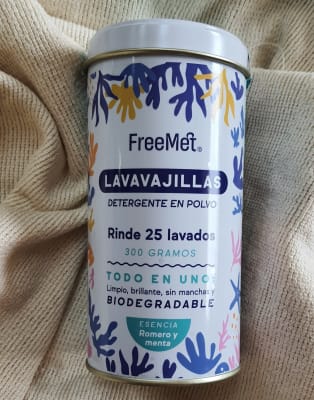 FreeMet®
LAVAVAJILLAS
DETERGENTE EN POLVO
Rinde 25 lavados
300 GRAMOS
TODO EN UNO
Limpio, brillante, sin manchas y
BIODEGRADABLE
ESENCIA
Romero y
menta